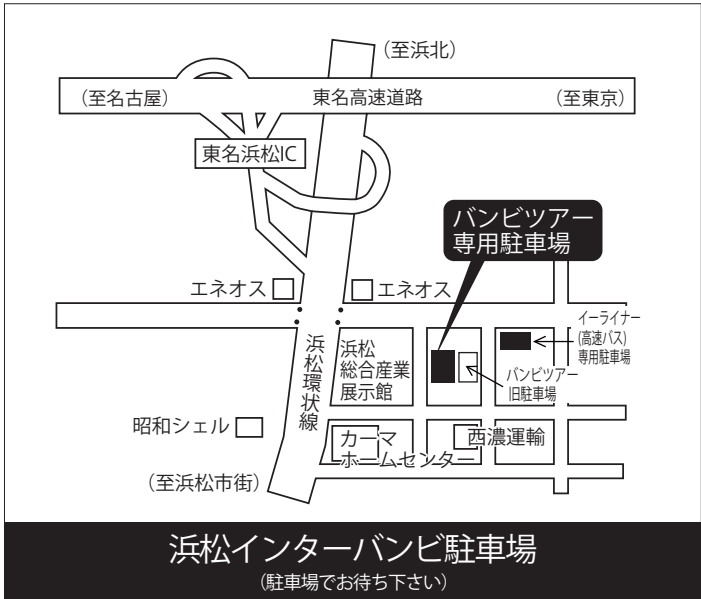 (至浜北)
(至名古屋)
東名高速道路
(至東京)
東名浜松IC
バンビツアー
専用駐車場
エネオス
エネオス
イーライナー
(高速バス)
専用駐車場
浜松環状線
浜松
総合産業
展示館
バンビツアー
旧駐車場
昭和シェル
カーマ
ホームセンター
西濃運輸
(至浜松市街)
浜松インターバンビ駐車場
(駐車場でお待ち下さい)